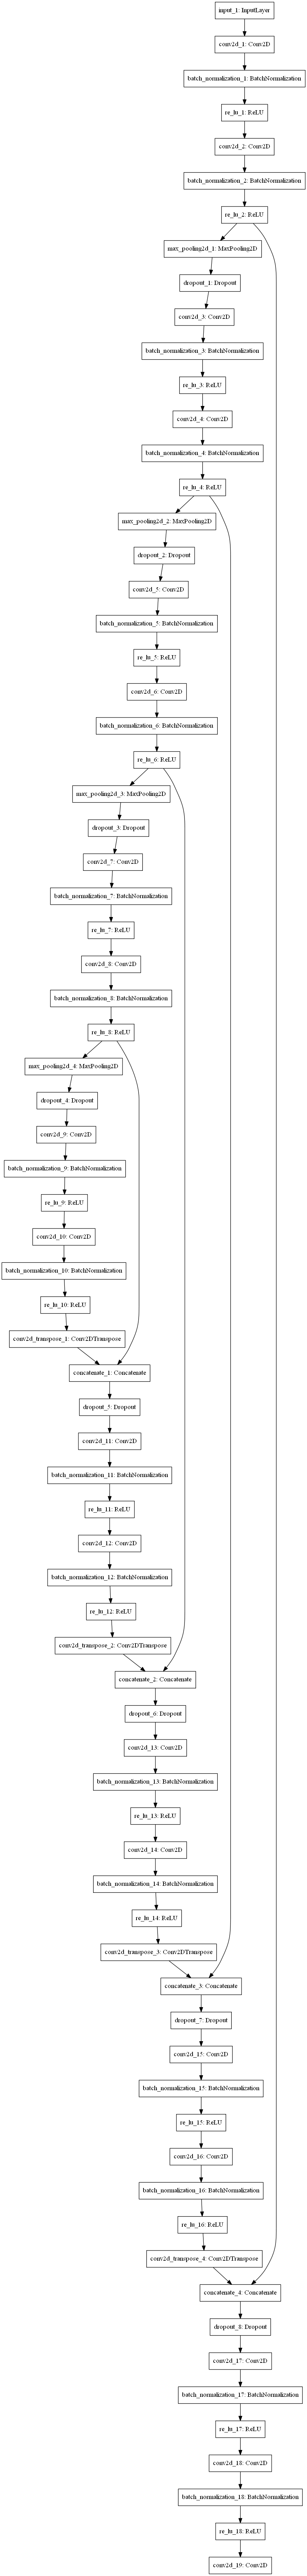 input_1: InputLayer
conv2d_1: Conv2D
batch_normalization_1: BatchNormalization
re_lu_1: ReLU
conv2d_2: Conv2D
batch_normalization_2: BatchNormalization
re_lu_2: ReLU
max_pooling2d_1: MaxPooling2D
dropout_1: Dropout
conv2d_3: Conv2D
batch_normalization_3: BatchNormalization
re_lu_3: ReLU
conv2d_4: Conv2D
batch_normalization_4: BatchNormalization
re_lu_4: ReLU
max_pooling2d_2: MaxPooling2D
dropout_2: Dropout
conv2d_5: Conv2D
batch_normalization_5: BatchNormalization
re_lu_5: ReLU
conv2d_6: Conv2D
batch_normalization_6: BatchNormalization
re_lu_6: ReLU
max_pooling2d_3: MaxPooling2D
dropout_3: Dropout
conv2d_7: Conv2D
batch_normalization_7: BatchNormalization
re_lu_7: ReLU
conv2d_8: Conv2D
batch_normalization_8: BatchNormalization
re_lu_8: ReLU
max_pooling2d_4: MaxPooling2D
dropout_4: Dropout
conv2d_9: Conv2D
batch_normalization_9: BatchNormalization
re_lu_9: ReLU
conv2d_10: Conv2D
batch_normalization_10: BatchNormalization
re_lu_10: ReLU
conv2d_transpose_1: Conv2DTranspose
concatenate_1: Concatenate
dropout_5: Dropout
conv2d_11: Conv2D
batch_normalization_11: BatchNormalization
re_lu_11: ReLU
conv2d_12: Conv2D
batch_normalization_12: BatchNormalization
re_lu_12: ReLU
conv2d_transpose_2: Conv2DTranspose
concatenate_2: Concatenate
dropout_6: Dropout
conv2d_13: Conv2D
batch_normalization_13: BatchNormalization
re_lu_13: ReLU
conv2d_14: Conv2D
batch_normalization_14: BatchNormalization
re_lu_14: ReLU
conv2d_transpose_3: Conv2DTranspose
concatenate_3: Concatenate
dropout_7: Dropout
conv2d_15: Conv2D
batch_normalization_15: BatchNormalization
re_lu_15: ReLU
conv2d_16: Conv2D
batch_normalization_16: BatchNormalization
re_lu_16: ReLU
conv2d_transpose_4: Conv2DTranspose
concatenate_4: Concatenate
dropout_8: Dropout
conv2d_17: Conv2D
batch_normalization_17: BatchNormalization
re_lu_17: ReLU
conv2d_18: Conv2D
batch_normalization_18: BatchNormalization
re_lu_18: ReLU
conv2d_19: Conv2D